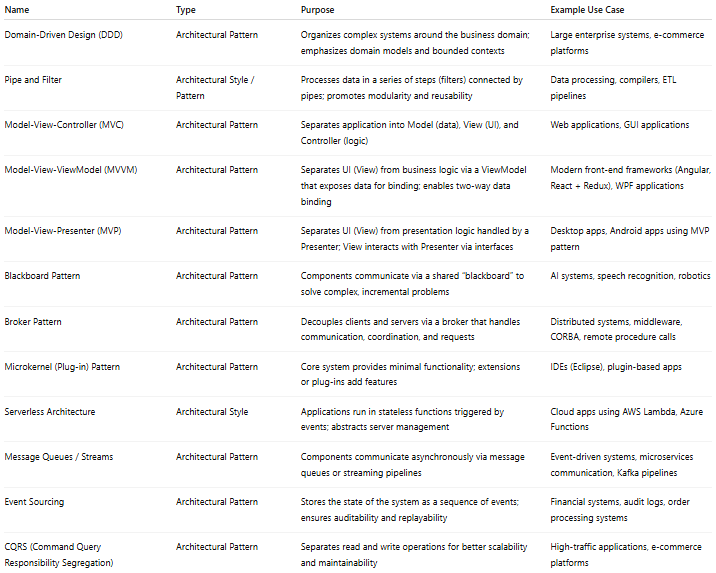 Name Type Purpose Example Use Case
Domain-Driven Design (DDD) Architectural Pattern Organizes complex systems around the business domain; Large enterprise systems, e-commerce
emphasizes domain models and bounded contexts platforms
Pipe and Filter Architectural Style / Processes data in a series of steps (filters) connected by Data processing, compilers, ETL
Pattern pipes; promotes modularity and reusability pipelines
Model-View-Controller (MVC) Architectural Pattern Separates application into Model (data), View (UI), and Web applications, GUI applications
Controller (logic)
Model-View-ViewModel (MVVM) Architectural Pattern Separates UI (View) from business logic via a ViewModel Modern front-end frameworks (Angular,
that exposes data for binding; enables two-way data React + Redux), WPF applications
binding
Model-View-Presenter (MVP) Architectural Pattern Separates UI (View) from presentation logic handled by a Desktop apps, Android apps using MVP
Presenter; View interacts with Presenter via interfaces pattern
Blackboard Pattern Architectural Pattern Components communicate via a shared “blackboard” to AI systems, speech recognition, robotics
solve complex, incremental problems
Broker Pattern Architectural Pattern Decouples clients and servers via a broker that handles Distributed systems, middleware,
communication, coordination, and requests CORBA, remote procedure calls
Microkernel (Plug-in) Pattern Architectural Pattern Core system provides minimal functionality; extensions IDEs (Eclipse), plugin-based apps
or plug-ins add features
Serverless Architecture Architectural Style Applications run in stateless functions triggered by Cloud apps using AWS Lambda, Azure
events; abstracts server management Functions
Message Queues / Streams Architectural Pattern Components communicate asynchronously via message Event-driven systems, microservices
queues or streaming pipelines communication, Kafka pipelines
Event Sourcing Architectural Pattern Stores the state of the system as a sequence of events; Financial systems, audit logs, order
ensures auditability and replayability processing systems
CQRS (Command Query Architectural Pattern Separates read and write operations for better scalability High-traffic applications, e-commerce
Responsibility Segregation) and maintainability platforms